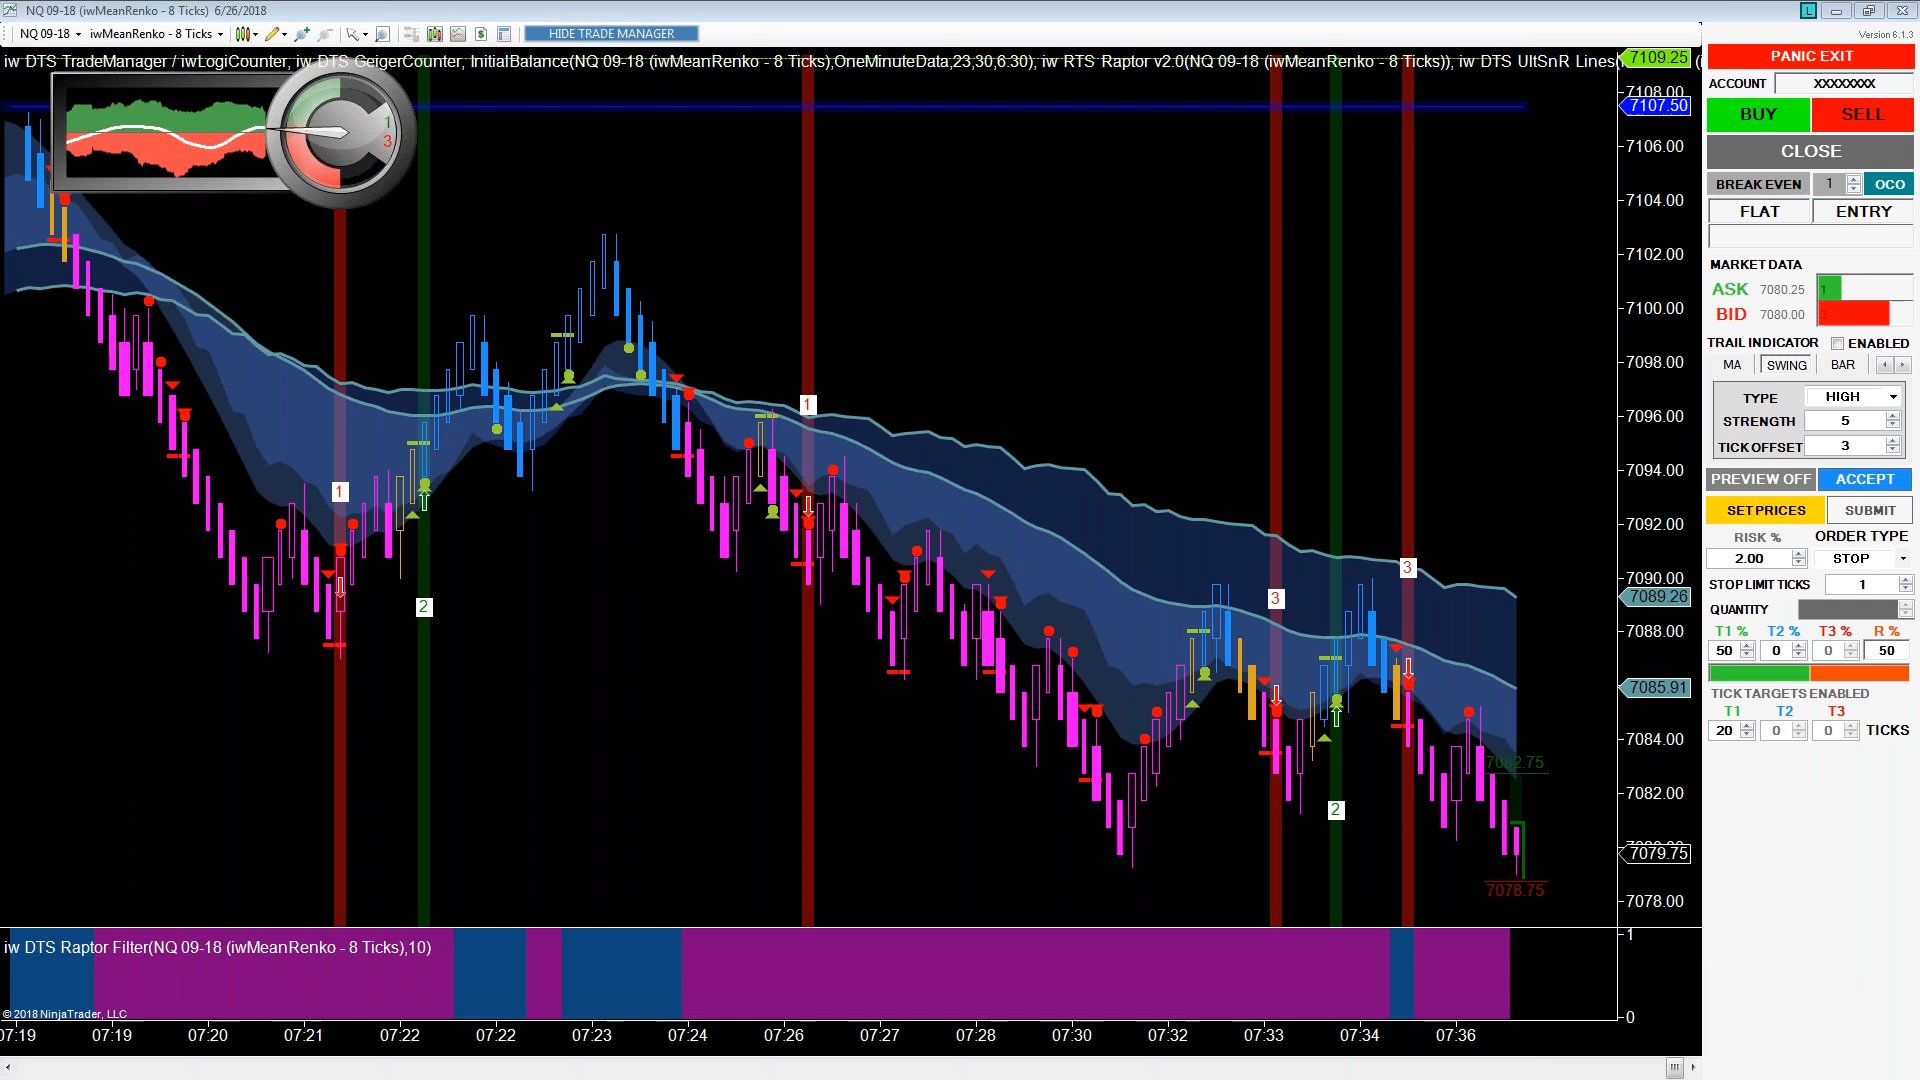 NQ 09-18 (iwMeanRenko - 8 Ticks)  6/26/2018
L
NQ 09-18 iwMeanRenko - 8 Ticks HIDE TRADE MANAGER
Version 6.1.3
iw DTS TradeManager / iwLogiCounter, iw DTS GeigerCounter, InitialBalance(NQ 09-18 (iwMeanRenko - 8 Ticks),OneMinuteData,23,30,6.30), iw RTS Raptor v2.0(NQ 09-18 (iwMeanRenko - 8 Ticks)), iw DTS UltSnR Lines(
1
3
1
2
1
3
2
3
7082.75
7078.75
7109.25
7108.00
7107.50
7106.00
7104.00
7102.00
7100.00
7098.00
7096.00
7094.00
7092.00
7090.00
7089.26
7088.00
7085.91
7084.00
7082.00
7079.75
7078.00
iw DTS Raptor Filter(NQ 09-18 (iwMeanRenko - 8 Ticks),10)
1
0
© 2018 NinjaTrader, LLC
07:19 07:19 07:20 07:21 07:22 07:22 07:23 07:24 07:26 07:27 07:28 07:30 07:32 07:33 07:34 07:36
PANIC EXIT
ACCOUNT XXXXXXXX
BUY SELL
CLOSE
BREAK EVEN 1 OCO
FLAT ENTRY
MARKET DATA
ASK 7080.25 1
BID 7080.00
TRAIL INDICATOR ENABLED
MA SWING BAR
TYPE HIGH
STRENGTH 5
TICK OFFSET 3
PREVIEW OFF ACCEPT
SET PRICES SUBMIT
RISK % ORDER TYPE
2.00 STOP
STOP LIMIT TICKS 1
QUANTITY
T1 % T2 % T3 % R %
50 0 0 50
TICK TARGETS ENABLED
T1 T2 T3
20 0 0 TICKS